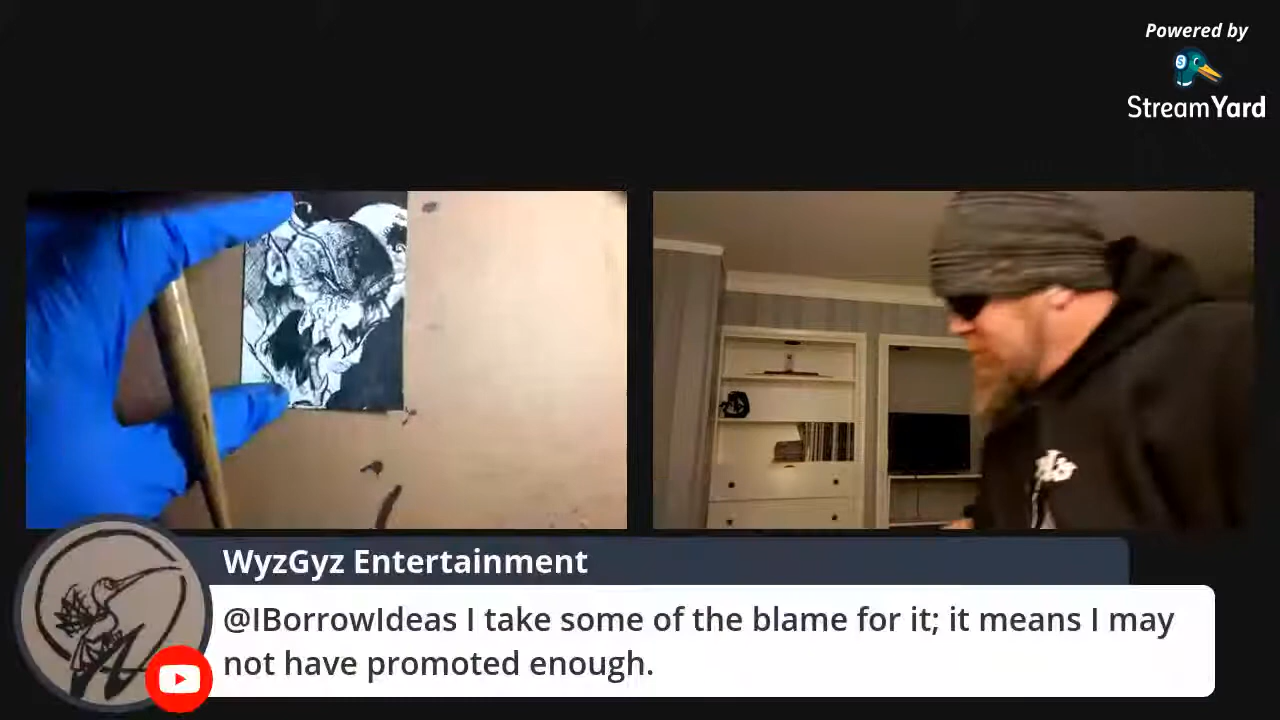 Powered by
StreamYard
WyzGyz Entertainment
@IBorrowIdeas I take some of the blame for it; it means I may
not have promoted enough.